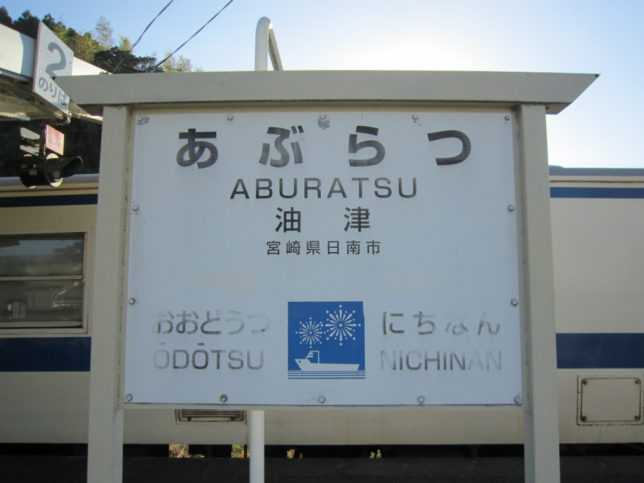 2
のりば
あぶらつ
ABURATSU
油津
宮崎県日南市
おおどうつ にちなん
ŌDŌTSU NICHINAN